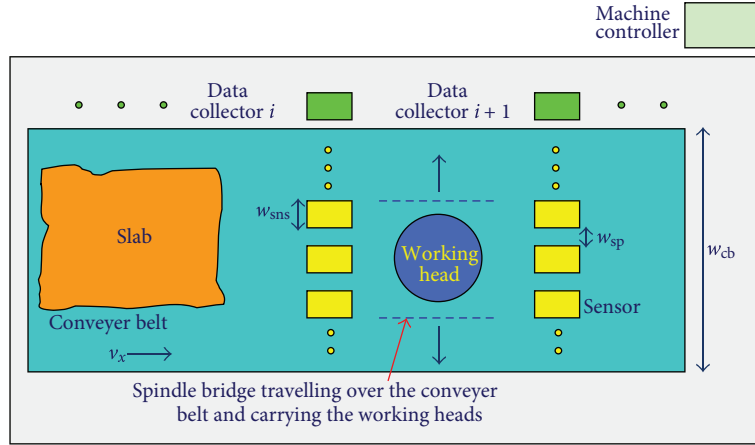 Machine
controller
Data
collector i
Data
collector i + 1
w_sns
Slab
Working
head
w_sp
w_cb
Sensor
Conveyer belt
v_x
Spindle bridge travelling over the conveyer
belt and carrying the working heads